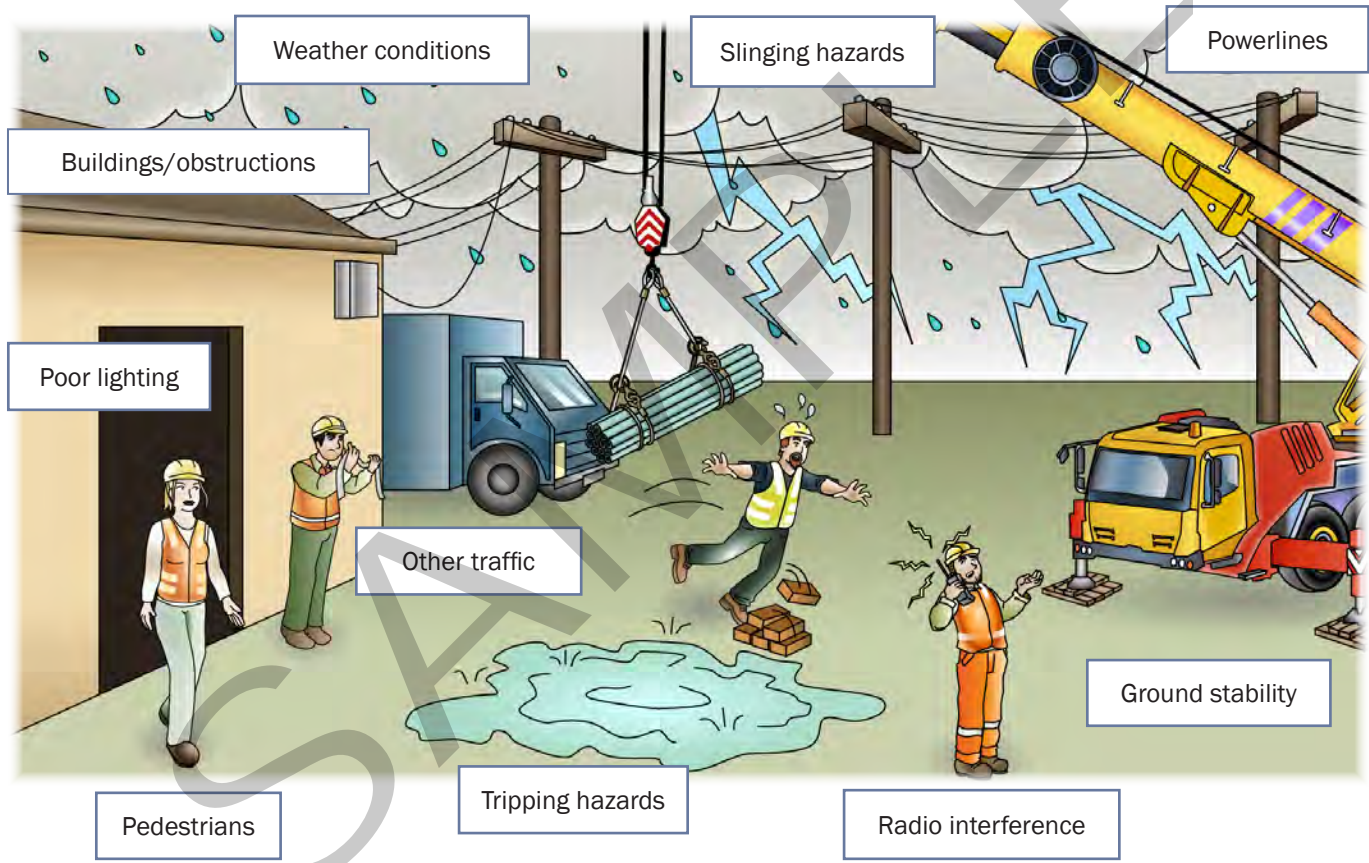 Weather conditions
Slinging hazards
Powerlines
Buildings/obstructions
Poor lighting
Other traffic
Ground stability
Tripping hazards
Pedestrians
Radio interference
SAMPLE